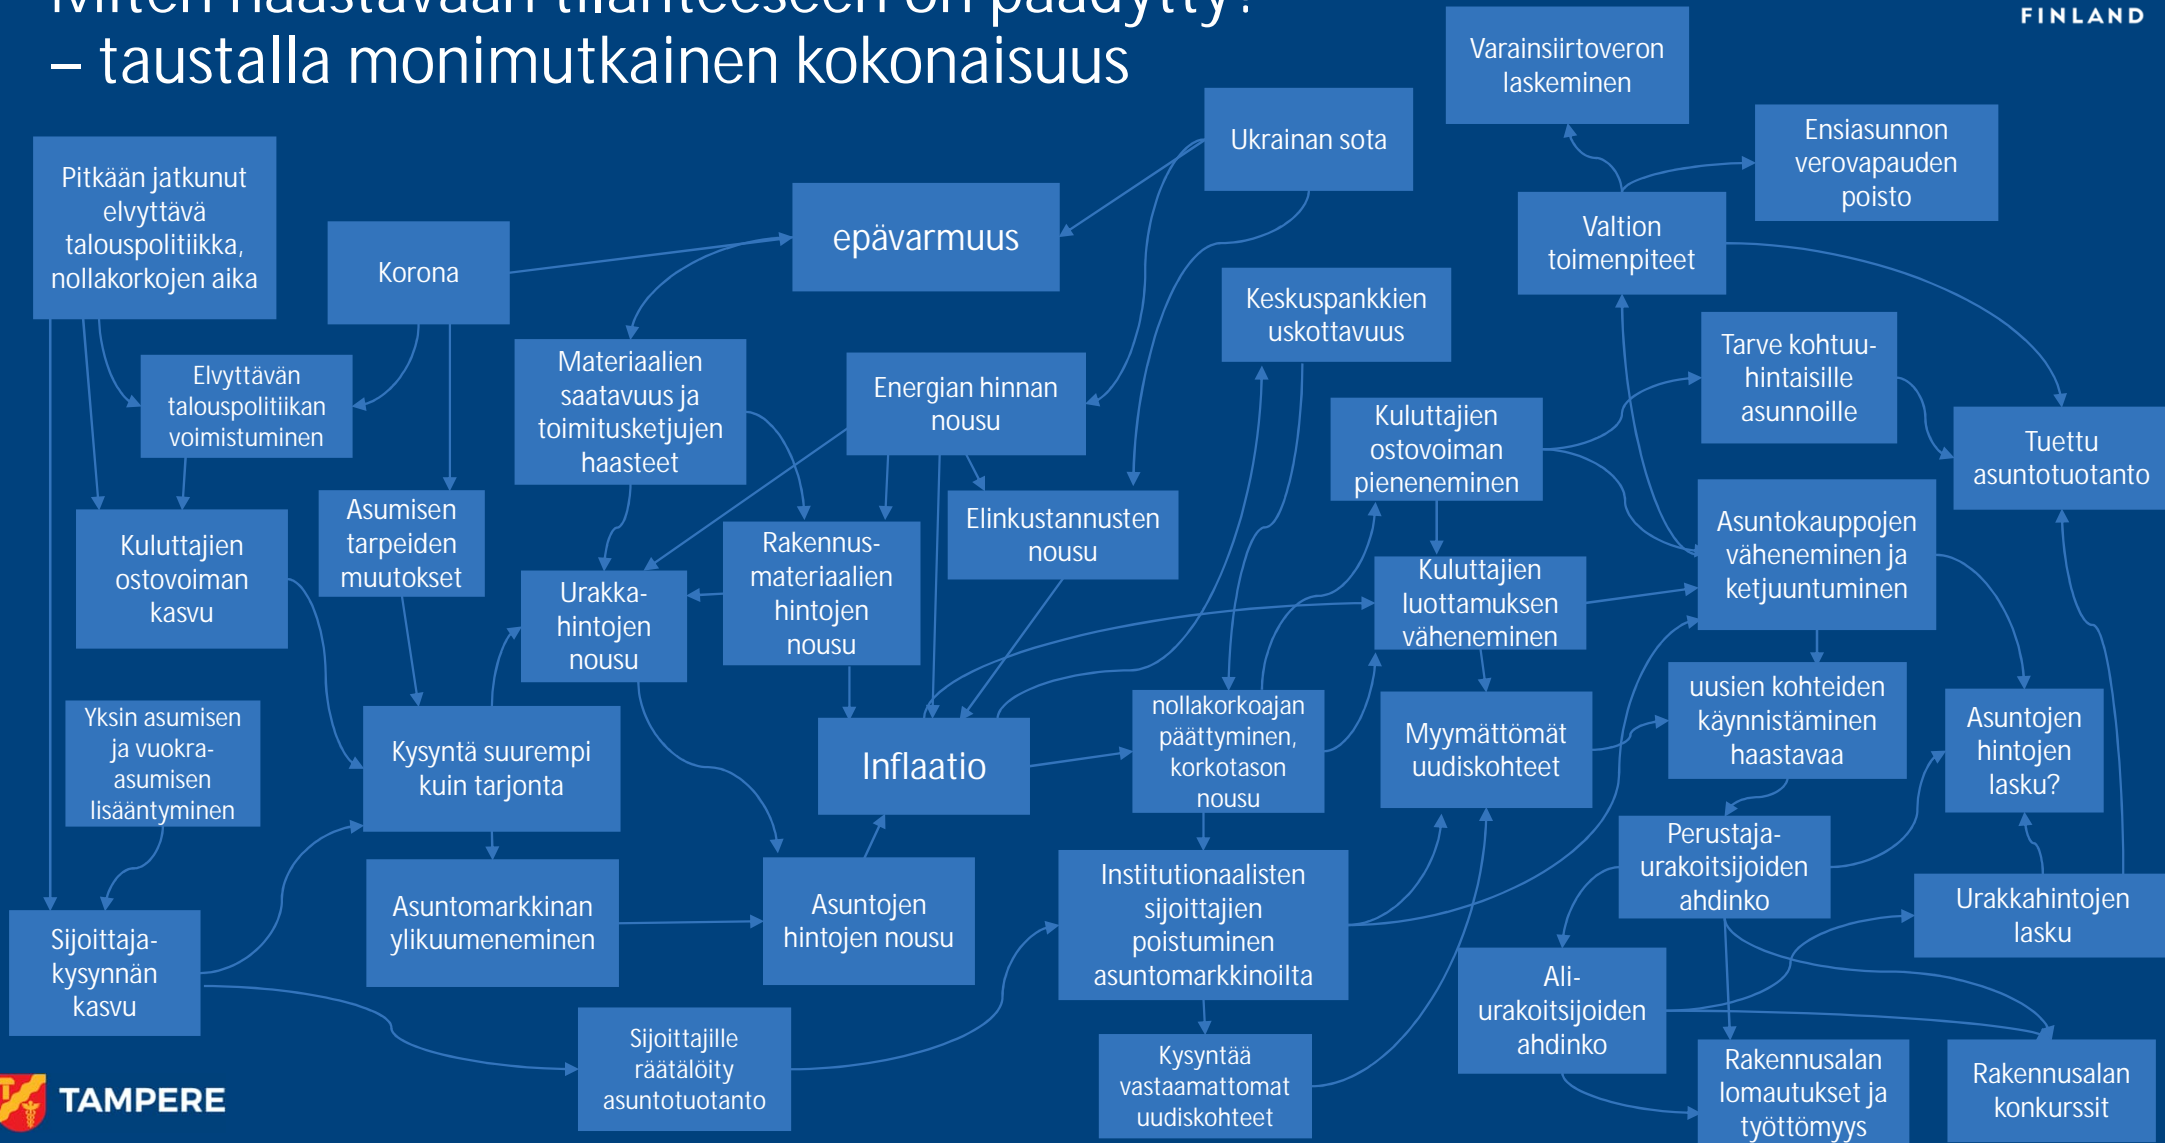 Miten haastavaan tilanteeseen on päädytty?
– taustalla monimutkainen kokonaisuus
FINLAND
Varainsiirtoveron
laskeminen
Ensiasunnon
verovapauden
poisto
Ukrainan sota
Pitkään jatkunut
elvyttävä
talouspolitiikka,
nollakorkojen aika
Korona
epävarmuus
Valtion
toimenpiteet
Keskuspankkien
uskottavuus
Elvyttävän
talouspolitiikan
voimistuminen
Materiaalien
saatavuus ja
toimitusketjujen
haasteet
Energian hinnan
nousu
Kuluttajien
ostovoiman
pieneneminen
Tarve kohtuu-
hintaisille
asunnoille
Tuettu
asuntotuotanto
Kuluttajien
ostovoiman
kasvu
Asumisen
tarpeiden
muutokset
Urakka-
hintojen
nousu
Rakennus-
materiaalien
hintojen
nousu
Elinkustannusten
nousu
Kuluttajien
luottamuksen
väheneminen
Asuntokauppojen
väheneminen ja
ketjuuntuminen
Yksin asumisen
ja vuokra-
asumisen
lisääntyminen
Kysyntä suurempi
kuin tarjonta
Inflaatio
nollakorkoajan
päättyminen,
korkotason
nousu
Myymättömät
uudiskohteet
uusien kohteiden
käynnistäminen
haastavaa
Asuntojen
hintojen
lasku?
Sijoittaja-
kysynnän
kasvu
Asuntomarkkinan
ylikuumeneminen
Asuntojen
hintojen nousu
Institutionaalisten
sijoittajien
poistuminen
asuntomarkkinoilta
Perustaja-
urakoitsijoiden
ahdinko
Urakkahintojen
lasku
Sijoittajille
räätälöity
asuntotuotanto
Kysyntää
vastaamattomat
uudiskohteet
Ali-
urakoitsijoiden
ahdinko
Rakennusalan
lomautukset ja
työttömyys
Rakennusalan
konkurssit
TAMPERE